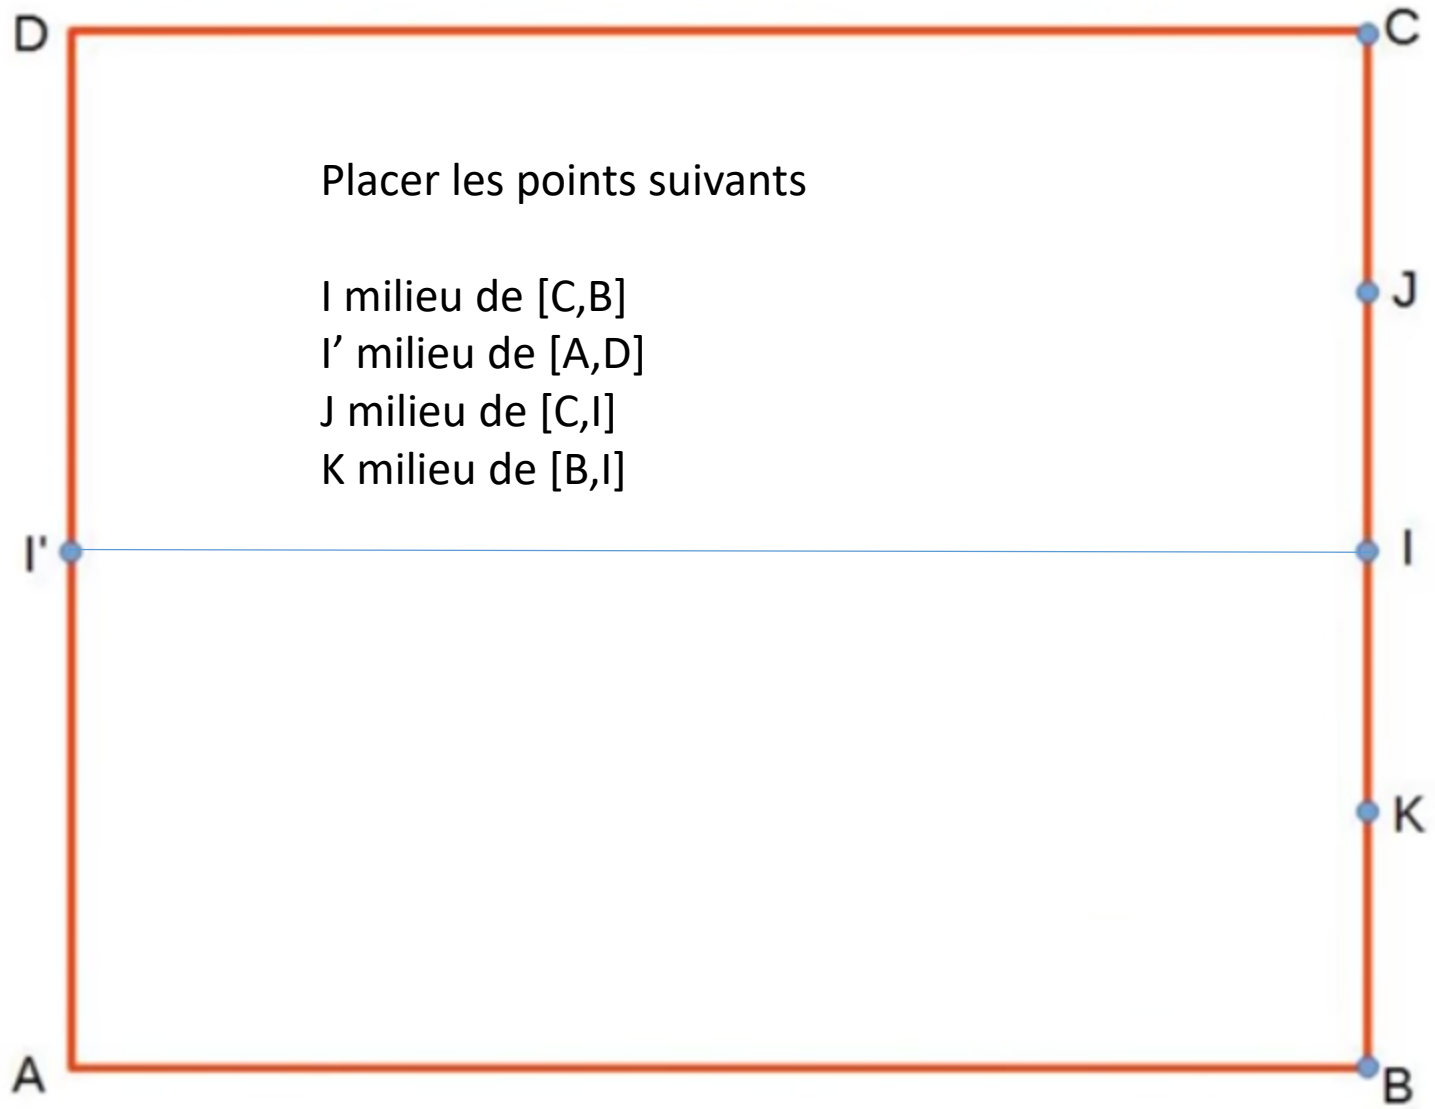 D
C
Placer les points suivants
I milieu de [C,B]
J
I’ milieu de [A,D]
J milieu de [C,I]
K milieu de [B,I]
I'
I
K
A
B